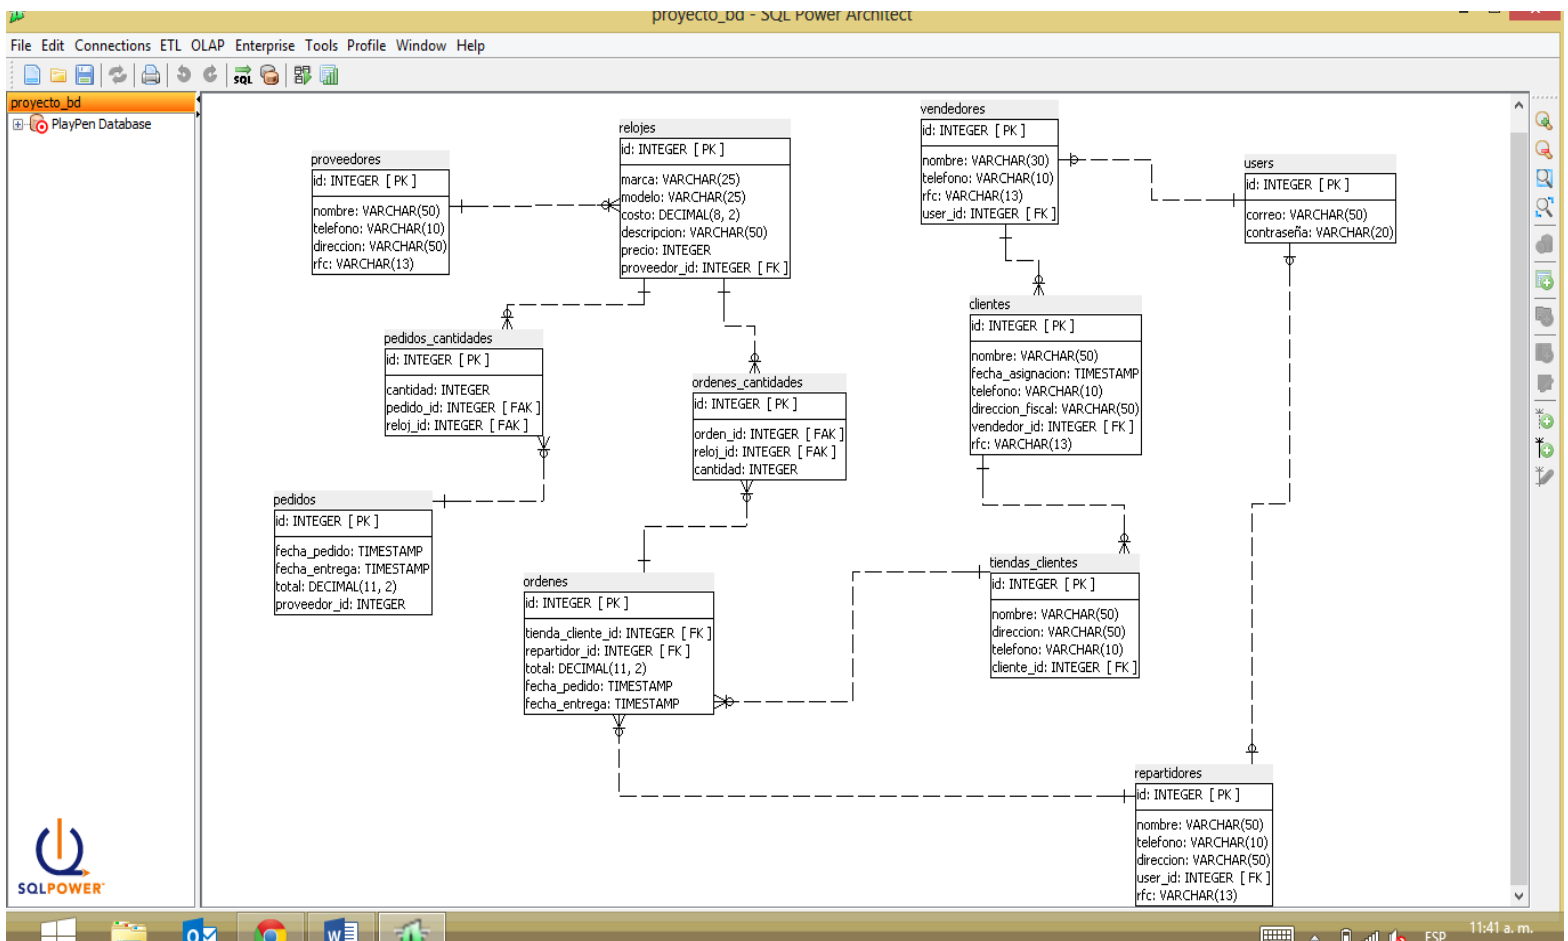 proyecto_bd - SQL Power Architect
File Edit Connections ETL OLAP Enterprise Tools Profile Window Help
SQL
proyecto_bd
PlayPen Database
proveedores
id: INTEGER [ PK ]
nombre: VARCHAR(50)
telefono: VARCHAR(10)
direccion: VARCHAR(50)
rfc: VARCHAR(13)
relojes
id: INTEGER [ PK ]
marca: VARCHAR(25)
modelo: VARCHAR(25)
costo: DECIMAL(8, 2)
descripcion: VARCHAR(50)
precio: INTEGER
proveedor_id: INTEGER [ FK ]
vendedores
id: INTEGER [ PK ]
nombre: VARCHAR(30)
telefono: VARCHAR(10)
rfc: VARCHAR(13)
user_id: INTEGER [ FK ]
users
id: INTEGER [ PK ]
correo: VARCHAR(50)
contraseña: VARCHAR(20)
clientes
id: INTEGER [ PK ]
nombre: VARCHAR(50)
fecha_asignacion: TIMESTAMP
telefono: VARCHAR(10)
direccion_fiscal: VARCHAR(50)
vendedor_id: INTEGER [ FK ]
rfc: VARCHAR(13)
pedidos_cantidades
id: INTEGER [ PK ]
cantidad: INTEGER
pedido_id: INTEGER [ FAK ]
reloj_id: INTEGER [ FAK ]
ordenes_cantidades
id: INTEGER [ PK ]
orden_id: INTEGER [ FAK ]
reloj_id: INTEGER [ FAK ]
cantidad: INTEGER
pedidos
id: INTEGER [ PK ]
fecha_pedido: TIMESTAMP
fecha_entrega: TIMESTAMP
total: DECIMAL(11, 2)
proveedor_id: INTEGER
ordenes
id: INTEGER [ PK ]
tienda_cliente_id: INTEGER [ FK ]
repartidor_id: INTEGER [ FK ]
total: DECIMAL(11, 2)
fecha_pedido: TIMESTAMP
fecha_entrega: TIMESTAMP
tiendas_clientes
id: INTEGER [ PK ]
nombre: VARCHAR(50)
direccion: VARCHAR(50)
telefono: VARCHAR(10)
cliente_id: INTEGER [ FK ]
repartidores
id: INTEGER [ PK ]
nombre: VARCHAR(50)
telefono: VARCHAR(10)
direccion: VARCHAR(50)
user_id: INTEGER [ FK ]
rfc: VARCHAR(13)
SQLPOWER
ESP
11:41 a. m.